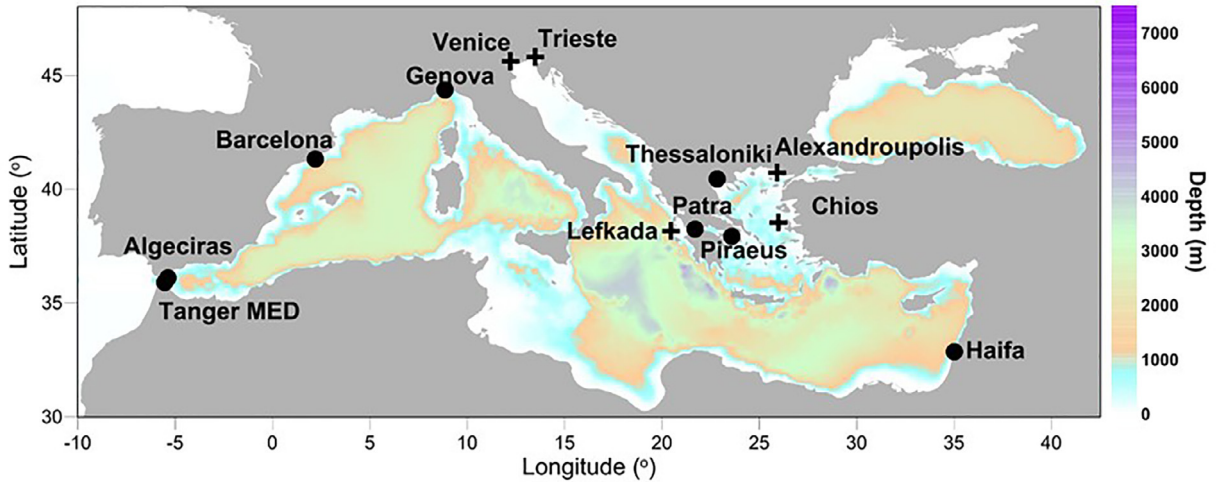 Venice
Trieste
Genova
Barcelona
Thessaloniki
Alexandroupolis
Patra
Chios
Lefkada
Piraeus
Algeciras
Tanger MED
Haifa
45
40
35
30
Latitude (º)
-10
-5
0
5
10
15
20
25
30
35
40
Longitude (º)
7000
6000
5000
4000
3000
2000
1000
0
Depth (m)